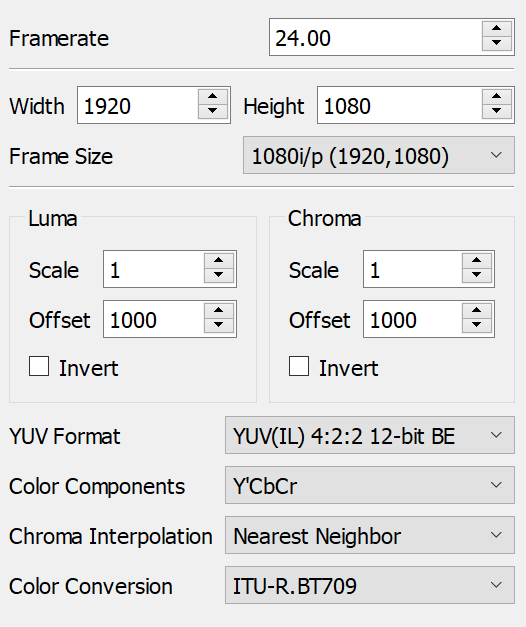 Framerate 24.00
Width 1920 Height 1080
Frame Size 1080i/p (1920,1080)
Luma Chroma
Scale 1 Scale 1
Offset 1000 Offset 1000
Invert Invert
YUV Format YUV(IL) 4:2:2 12-bit BE
Color Components Y'CbCr
Chroma Interpolation Nearest Neighbor
Color Conversion ITU-R.BT709